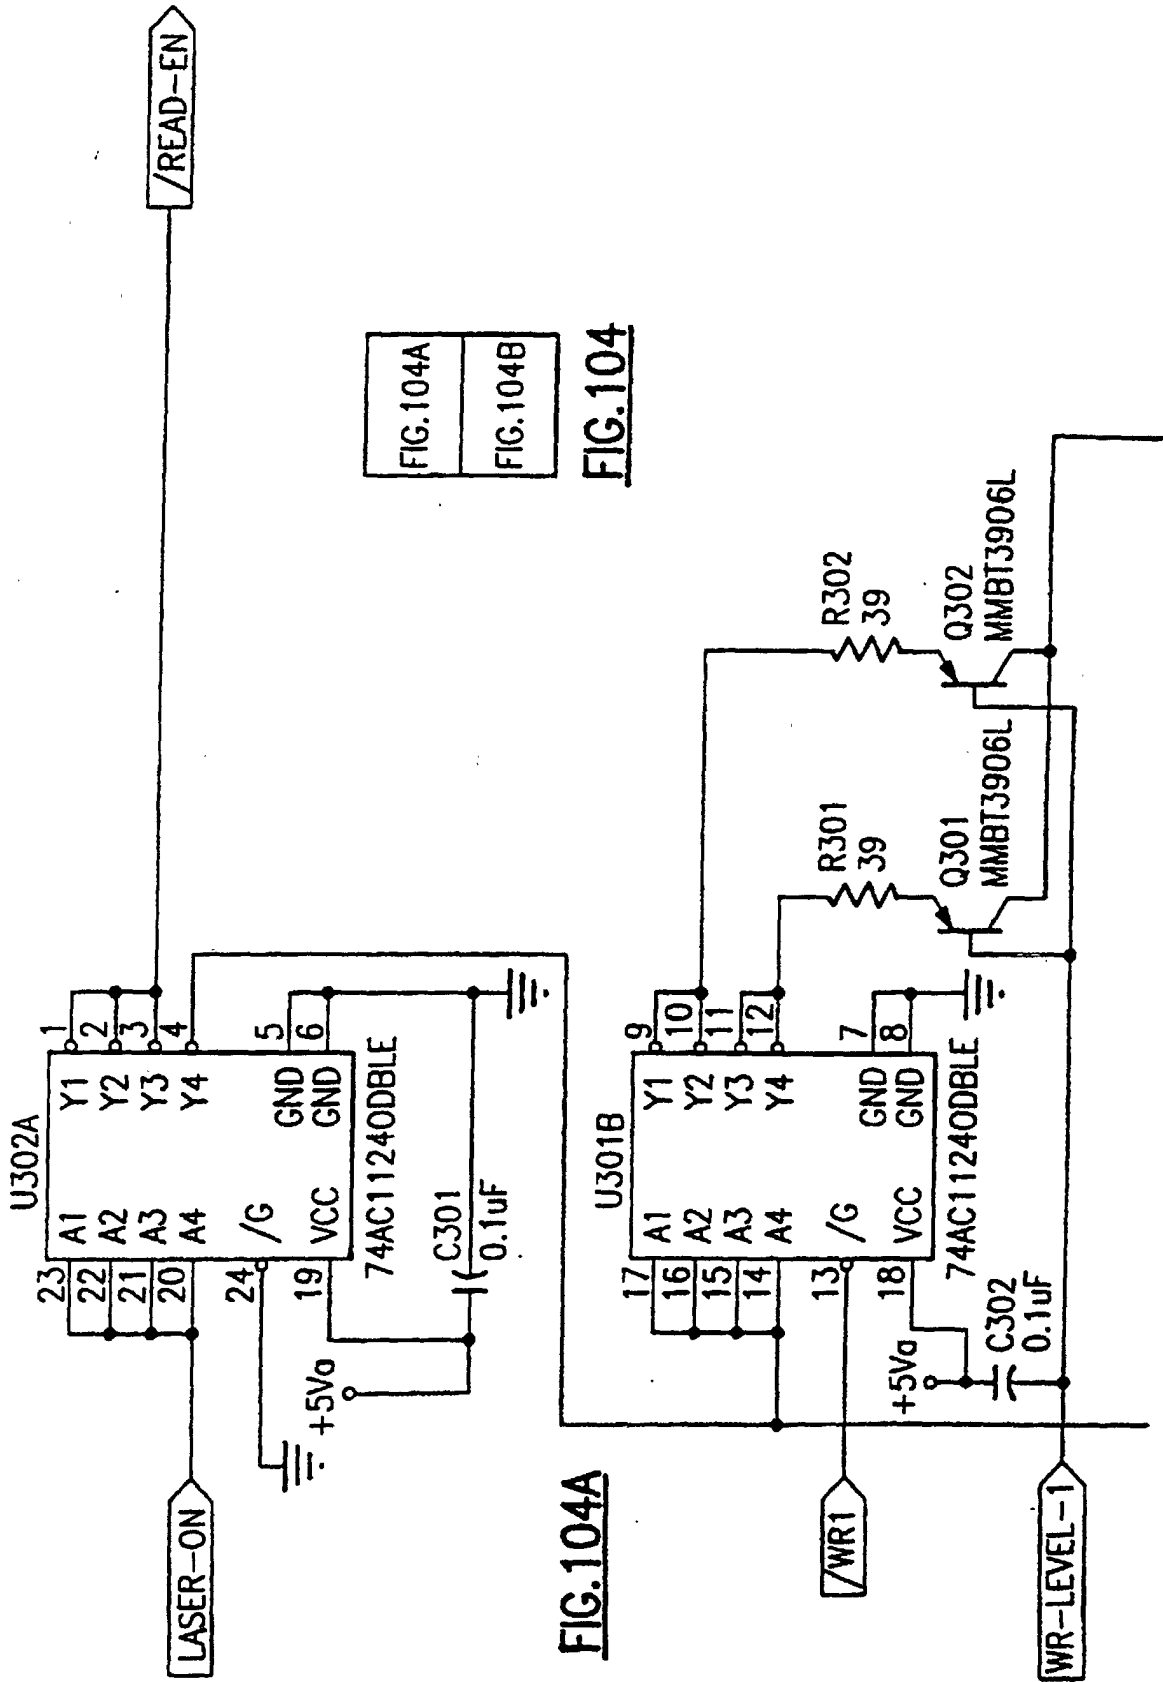 LASER-ON
/READ-EN
U302A
23 A1 Y1 1
22 A2 Y2 2
21 A3 Y3 3
20 A4 Y4 4
24 /G GND 5
19 VCC GND 6
74AC11240DBLE
+5Va
C301
0.1uF
FIG.104A
FIG.104B
FIG.104
FIG.104A
U301B
17 A1 Y1 9
16 A2 Y2 10
15 A3 Y3 11
14 A4 Y4 12
13 /G GND 7
18 VCC GND 8
74AC11240DBLE
/WR1
+5Va
C302
0.1uF
WR-LEVEL-1
R301
39
Q301
MMBT3906L
R302
39
Q302
MMBT3906L